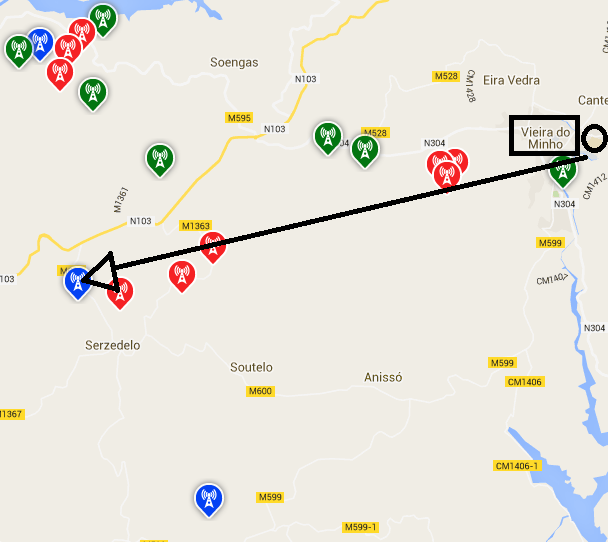 Soengas
N103
M528
CM1428
Eira Vedra
Cante
M595
N103
M528
N304
Vieira do
Minho
M1361
N103
M1363
N304
CM1412
M599
CM1407
103
Serzedelo
N304
Soutelo
Anissó
M599
CM1406
M600
M1367
CM1406-1
M599
M599-1